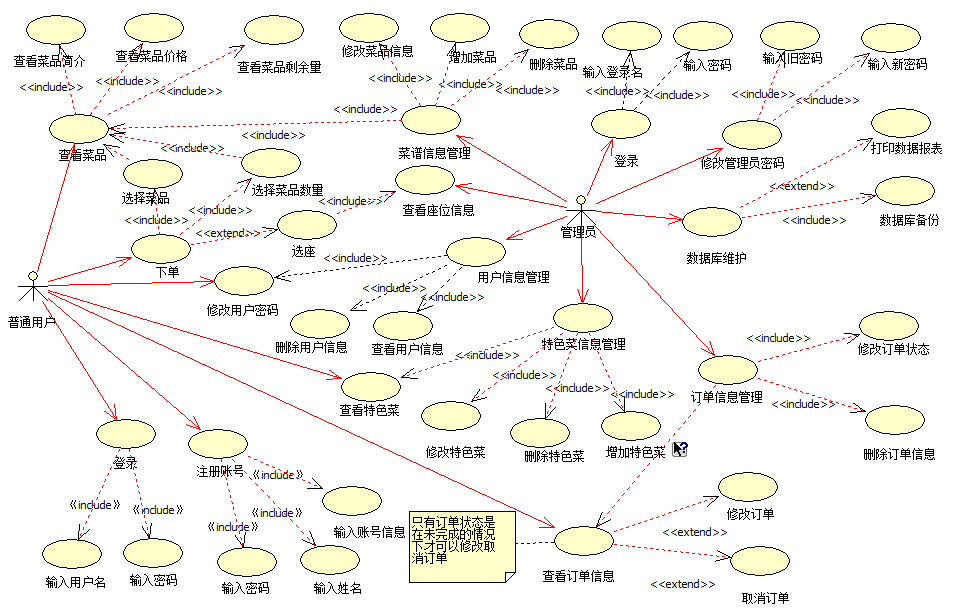 查看菜品简介
查看菜品价格
查看菜品剩余量
修改菜品信息
增加菜品
删除菜品
输入登录名
输入密码
输入旧密码
输入新密码
<<include>>
<<include>>
<<include>>
<<include>>
<<include>>
<<include>>
<<include>>
<<include>>
<<include>>
<<include>>
<<include>>
<<include>>
查看菜品
菜谱信息管理
登录
修改管理员密码
打印数据报表
<<include>>
选择菜品
选择菜品数量
查看座位信息
<<extend>>
<<include>>
<<include>>
<<include>>
<<include>>
<<extend>>
选座
管理员
数据库备份
下单
<<include>>
用户信息管理
数据库维护
修改用户密码
<<include>>
<<include>>
普通用户
删除用户信息
查看用户信息
特色菜信息管理
<<include>>
修改订单状态
<<include>>
<<include>>
<<include>>
<<include>>
订单信息管理
<<include>>
查看特色菜
修改特色菜
删除特色菜
增加特色菜
删除订单信息
登录
注册账号
《include》
《include》
《include》
《include》
《include》
输入账号信息
只有订单状态是
在未完成的情况
下才可以修改取
消订单
修改订单
<<extend>>
输入用户名
输入密码
输入密码
输入姓名
查看订单信息
<<extend>>
取消订单